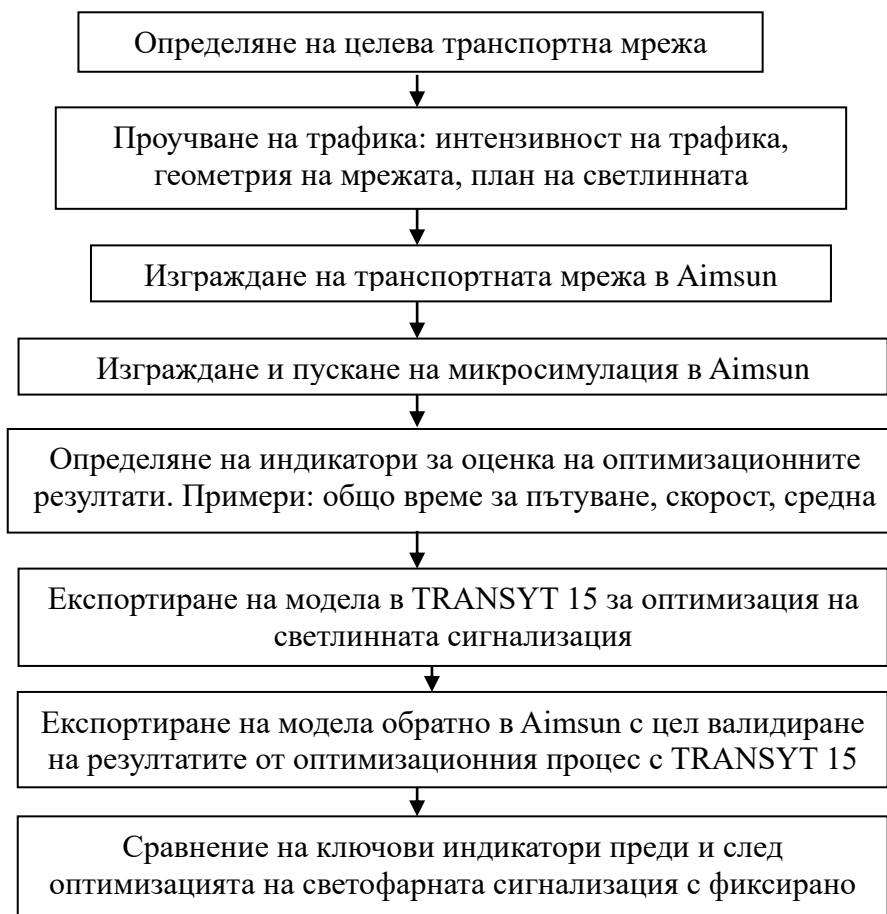 Определяне на целева транспортна мрежа
Проучване на трафика: интензивност на трафика,
геометрия на мрежата, план на светлинната
Изграждане на транспортната мрежа в Aimsun
Изграждане и пускане на микросимулация в Aimsun
Определяне на индикатори за оценка на оптимизационните
резултати. Примери: общо време за пътуване, скорост, средна
Експортиране на модела в TRANSYT 15 за оптимизация на
светлинната сигнализация
Експортиране на модела обратно в Aimsun с цел валидиране
на резултатите от оптимизационния процес с TRANSYT 15
Сравнение на ключови индикатори преди и след
оптимизацията на светофарната сигнализация с фиксирано